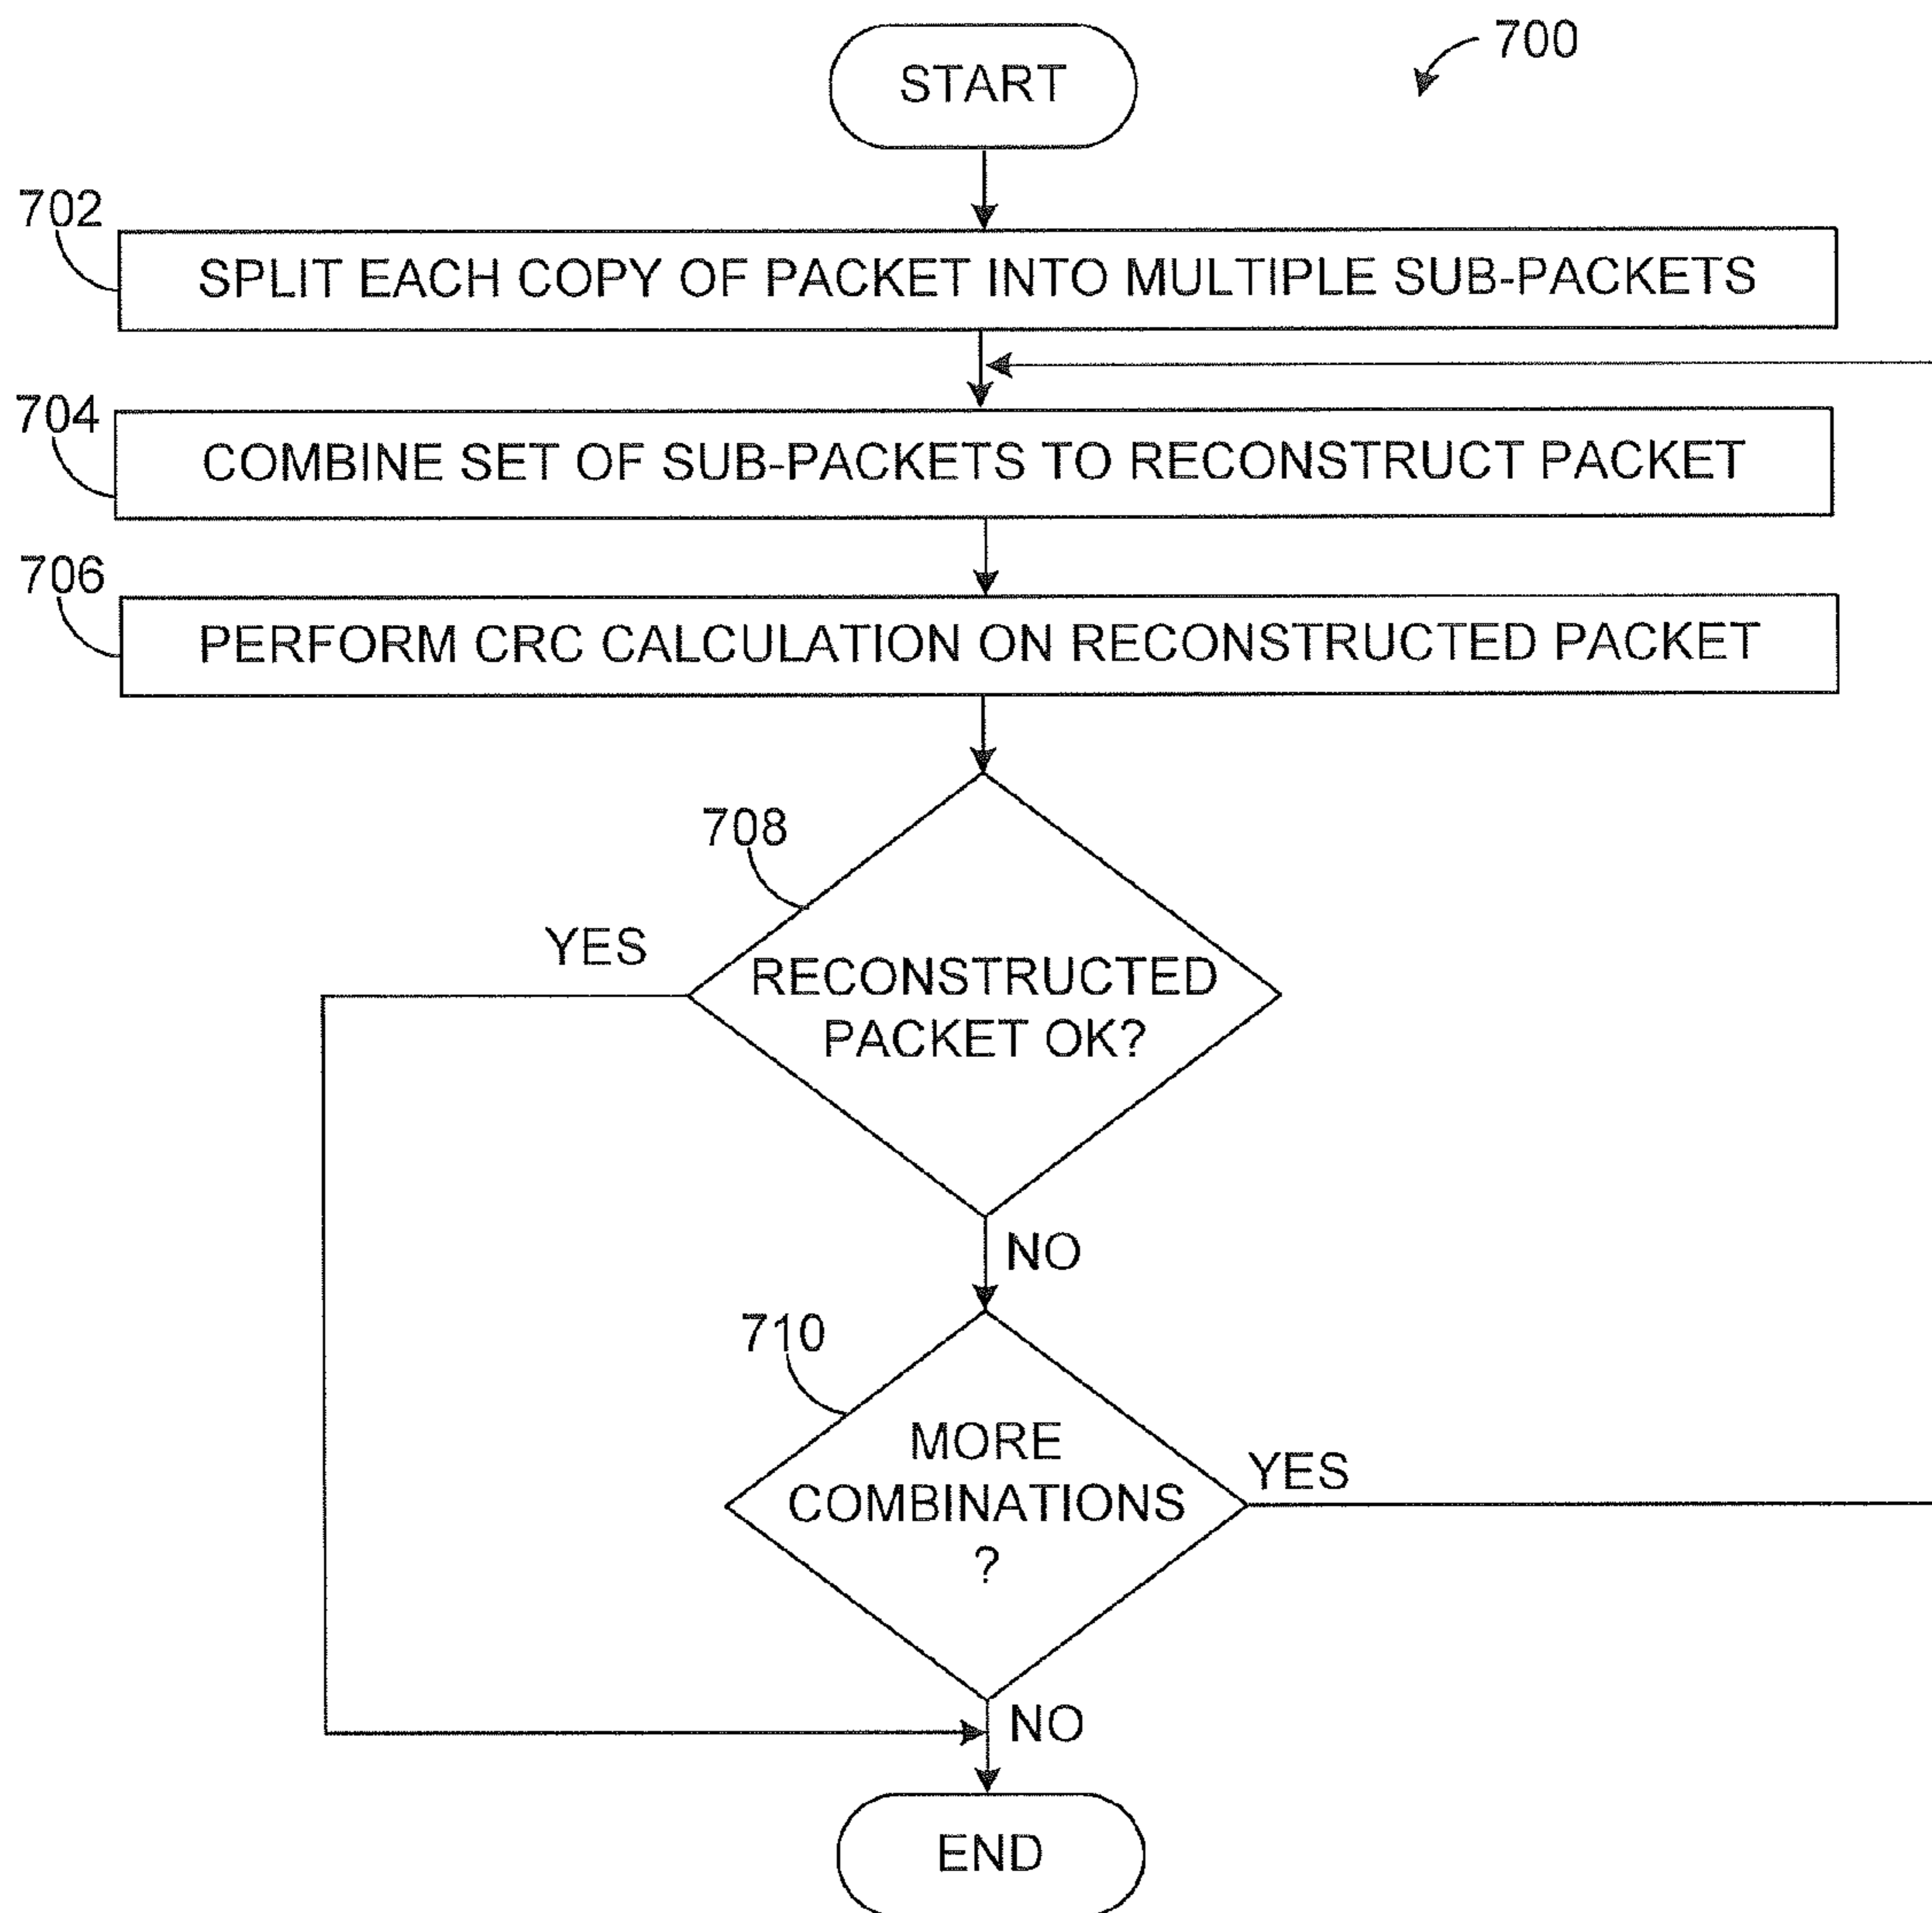 START
700
702
SPLIT EACH COPY OF PACKET INTO MULTIPLE SUB-PACKETS
704
COMBINE SET OF SUB-PACKETS TO RECONSTRUCT PACKET
706
PERFORM CRC CALCULATION ON RECONSTRUCTED PACKET
708
YES
RECONSTRUCTED
PACKET OK?
NO
710
MORE
COMBINATIONS
?
YES
NO
END